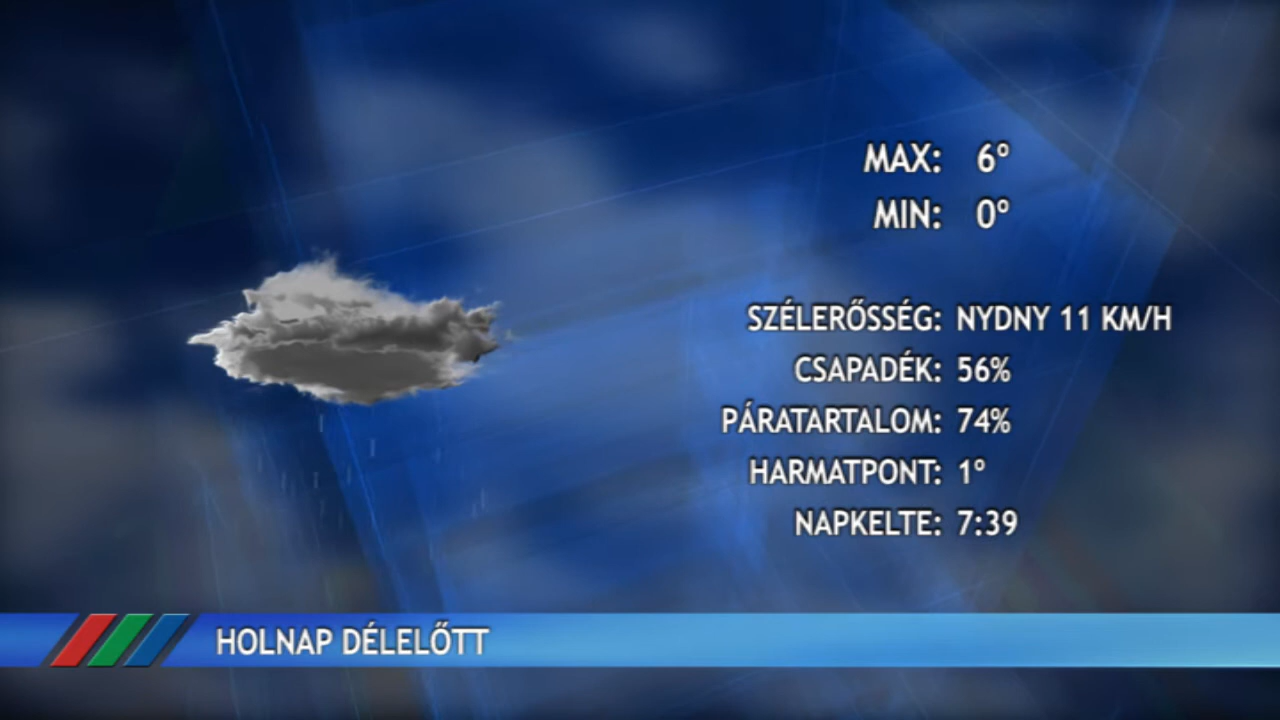 MAX: 6°
MIN: 0°
SZÉLERŐSSÉG: NYDNY 11 KM/H
CSAPADÉK: 56%
PÁRATARTALOM: 74%
HARMATPONT: 1°
NAPKELTE: 7:39
HOLNAP DÉLELŐTT